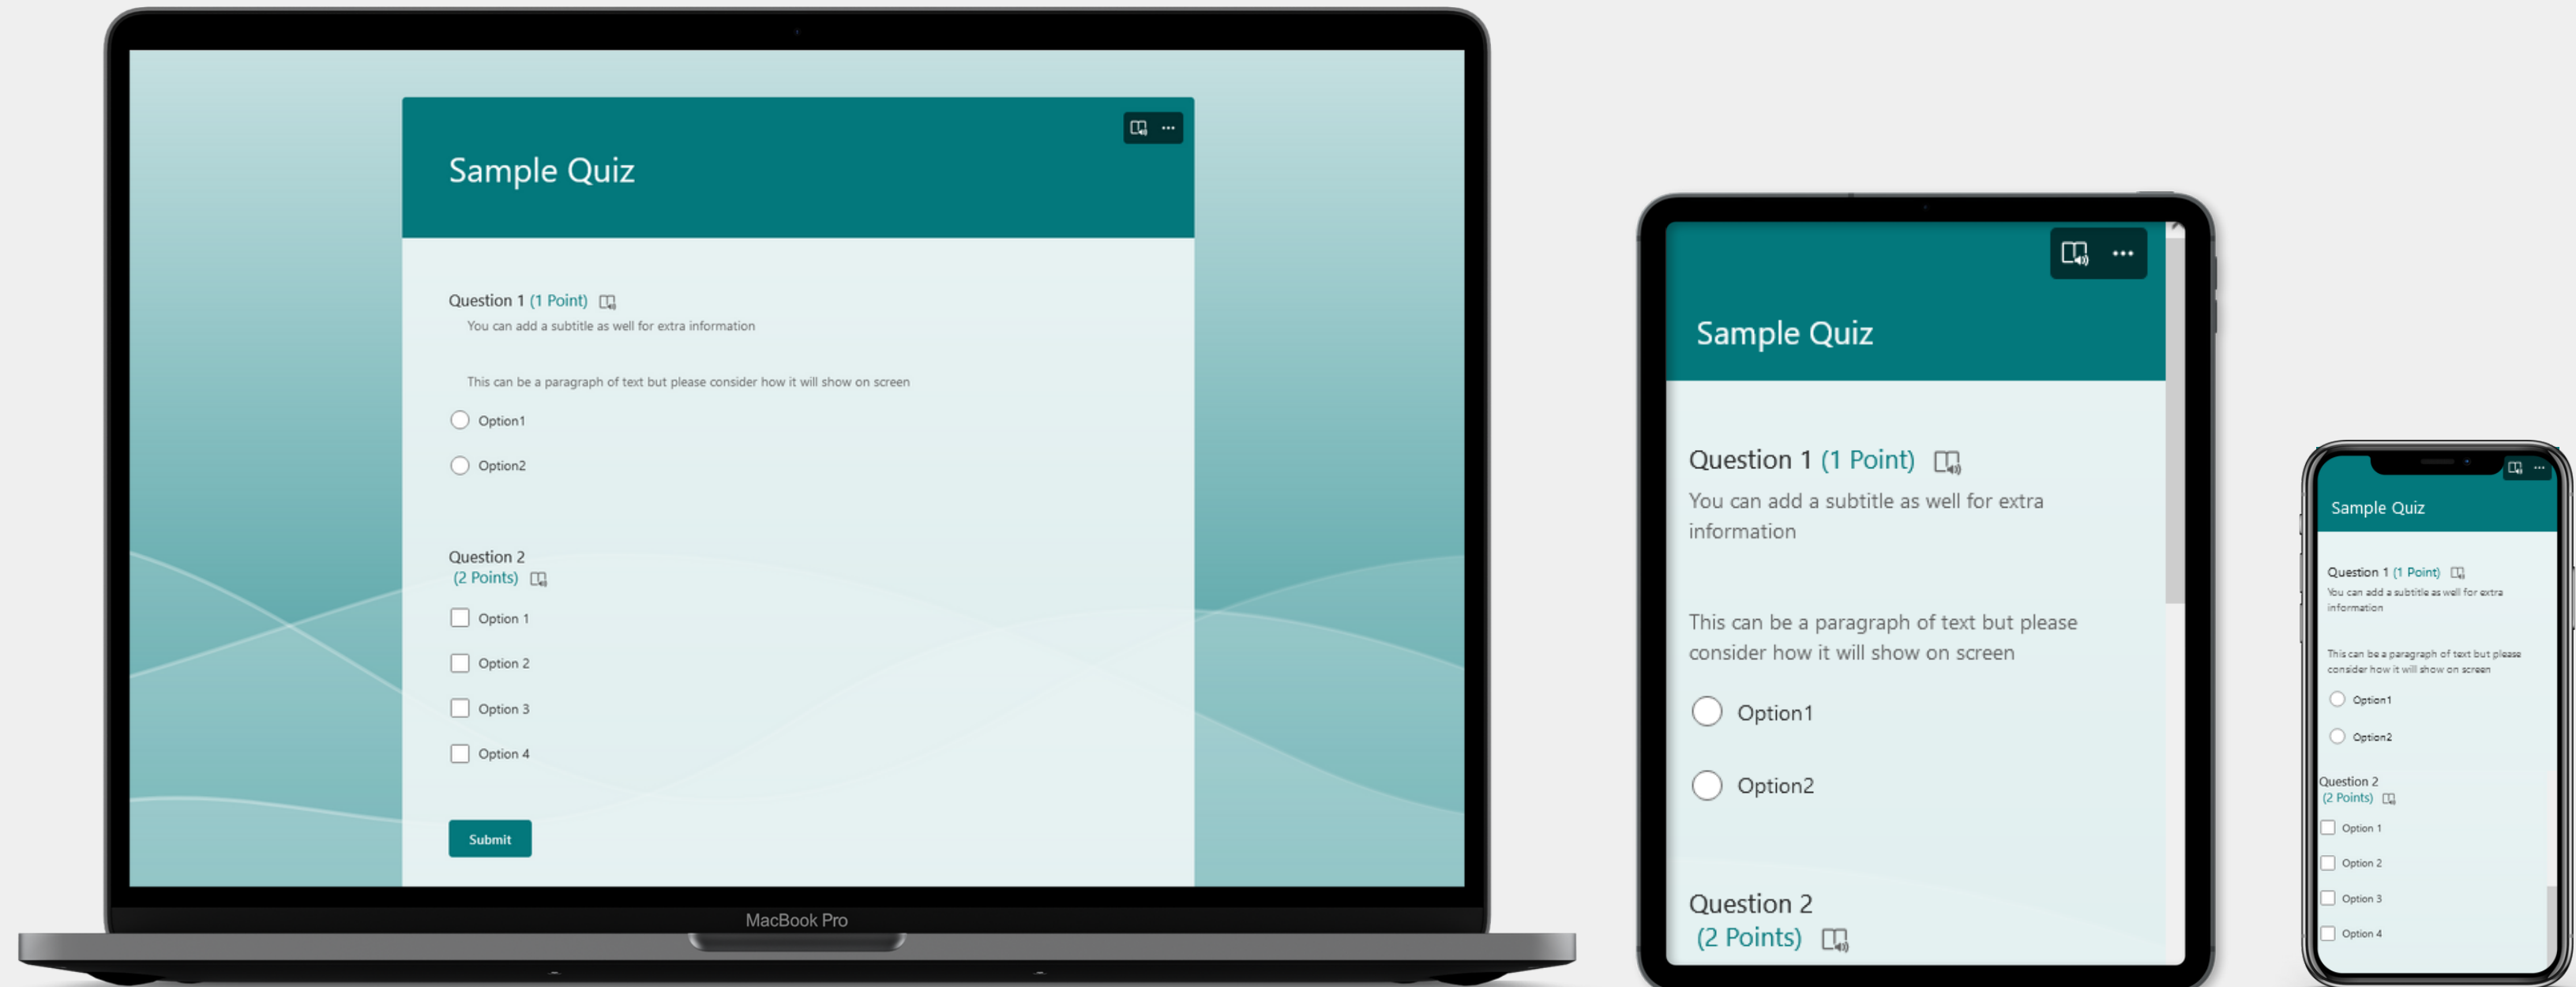 Sample Quiz
Question 1 (1 Point)
You can add a subtitle as well for extra information
This can be a paragraph of text but please consider how it will show on screen
Option1
Option2
Question 2
(2 Points)
Option 1
Option 2
Option 3
Option 4
Submit
MacBook Pro
Sample Quiz
Question 1 (1 Point)
You can add a subtitle as well for extra
information
This can be a paragraph of text but please
consider how it will show on screen
Option1
Option2
Question 2
(2 Points)
Sample Quiz
Question 1 (1 Point)
You can add a subtitle as well for extra
information
This can be a paragraph of text but please
consider how it will show on screen
Option1
Option2
Question 2
(2 Points)
Option 1
Option 2
Option 3
Option 4